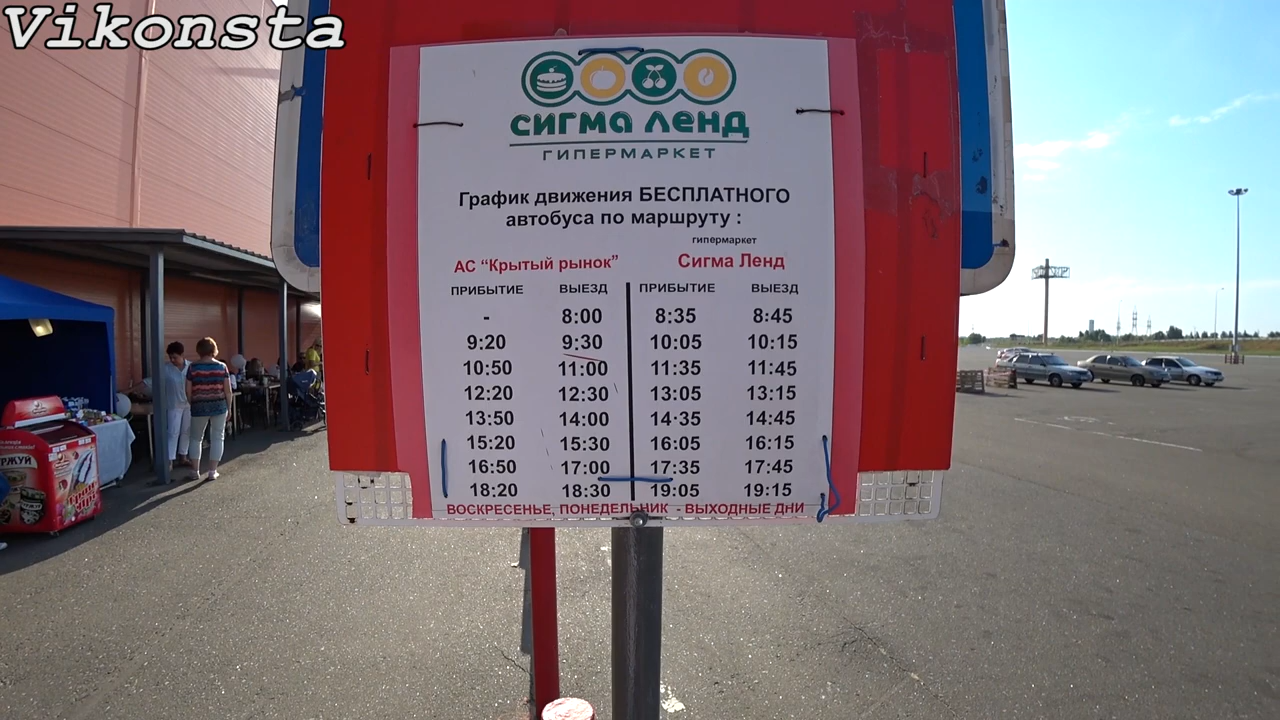 Vikonsta
СИГМА ЛЕНД
ГИПЕРМАРКЕТ
График движения БЕСПЛАТНОГО
автобуса по маршруту :
АС “Крытый рынок”
гипермаркет
Сигма Ленд
ПРИБЫТИЕ ВЫЕЗД ПРИБЫТИЕ ВЫЕЗД
- 8:00 8:35 8:45
9:20 9:30 10:05 10:15
10:50 11:00 11:35 11:45
12:20 12:30 13:05 13:15
13:50 14:00 14:35 14:45
15:20 15:30 16:05 16:15
16:50 17:00 17:35 17:45
18:20 18:30 19:05 19:15
ВОСКРЕСЕНЬЕ, ПОНЕДЕЛЬНИК - ВЫХОДНЫЕ ДНИ